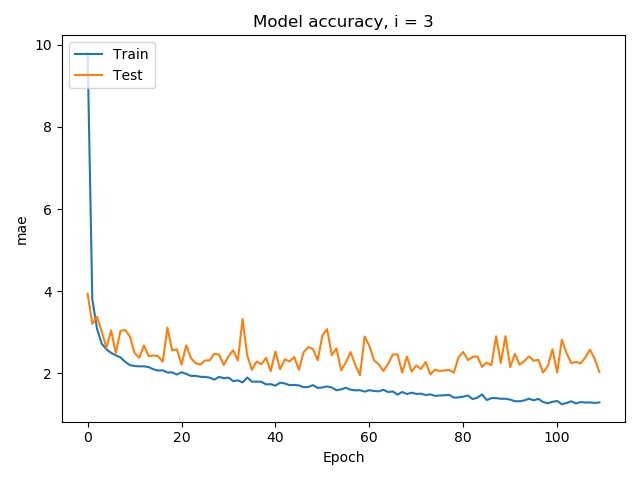 Model accuracy, i = 3
Train
Test
10
8
6
4
2
mae
0 20 40 60 80 100
Epoch